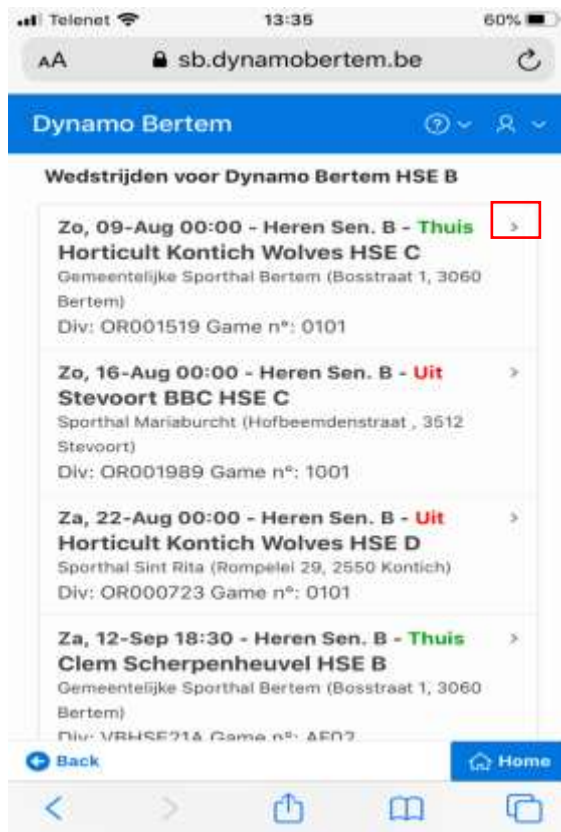 Telenet 13:35 60%
AA sb.dynamobertem.be
Dynamo Bertem
Wedstrijden voor Dynamo Bertem HSE B
Zo, 09-Aug 00:00 - Heren Sen. B - Thuis
Horticult Kontich Wolves HSE C
Gemeentelijke Sporthal Bertem (Bosstraat 1, 3060
Bertem)
Div: OR001519 Game n°: 0101
Zo, 16-Aug 00:00 - Heren Sen. B - Uit
Stevoort BBC HSE C
Sporthal Mariaburcht (Hofbeemdenstraat , 3512
Stevoort)
Div: OR001989 Game n°: 1001
Za, 22-Aug 00:00 - Heren Sen. B - Uit
Horticult Kontich Wolves HSE D
Sporthal Sint Rita (Rompelei 29, 2550 Kontich)
Div: OR000723 Game n°: 0101
Za, 12-Sep 18:30 - Heren Sen. B - Thuis
Clem Scherpenheuvel HSE B
Gemeentelijke Sporthal Bertem (Bosstraat 1, 3060
Bertem)
Div: VBHSE21A Game n°: AF02
Back Home